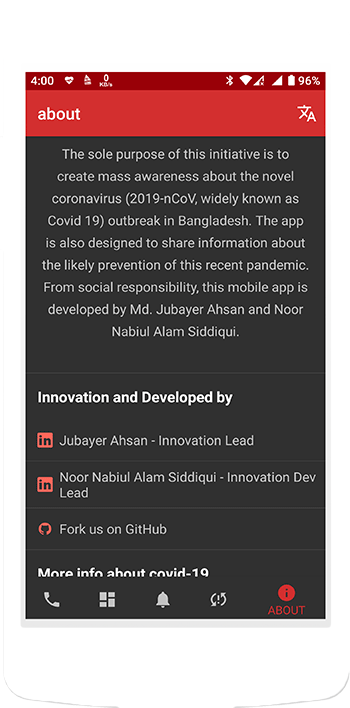 4:00 0 KB/s 96%
about
The sole purpose of this initiative is to
create mass awareness about the novel
coronavirus (2019-nCoV, widely known as
Covid 19) outbreak in Bangladesh. The app
is also designed to share information about
the likely prevention of this recent pandemic.
From social responsibility, this mobile app is
developed by Md. Jubayer Ahsan and Noor
Nabiul Alam Siddiqui.
Innovation and Developed by
Jubayer Ahsan - Innovation Lead
Noor Nabiul Alam Siddiqui - Innovation Dev
Lead
Fork us on GitHub
More info about covid-19
ABOUT